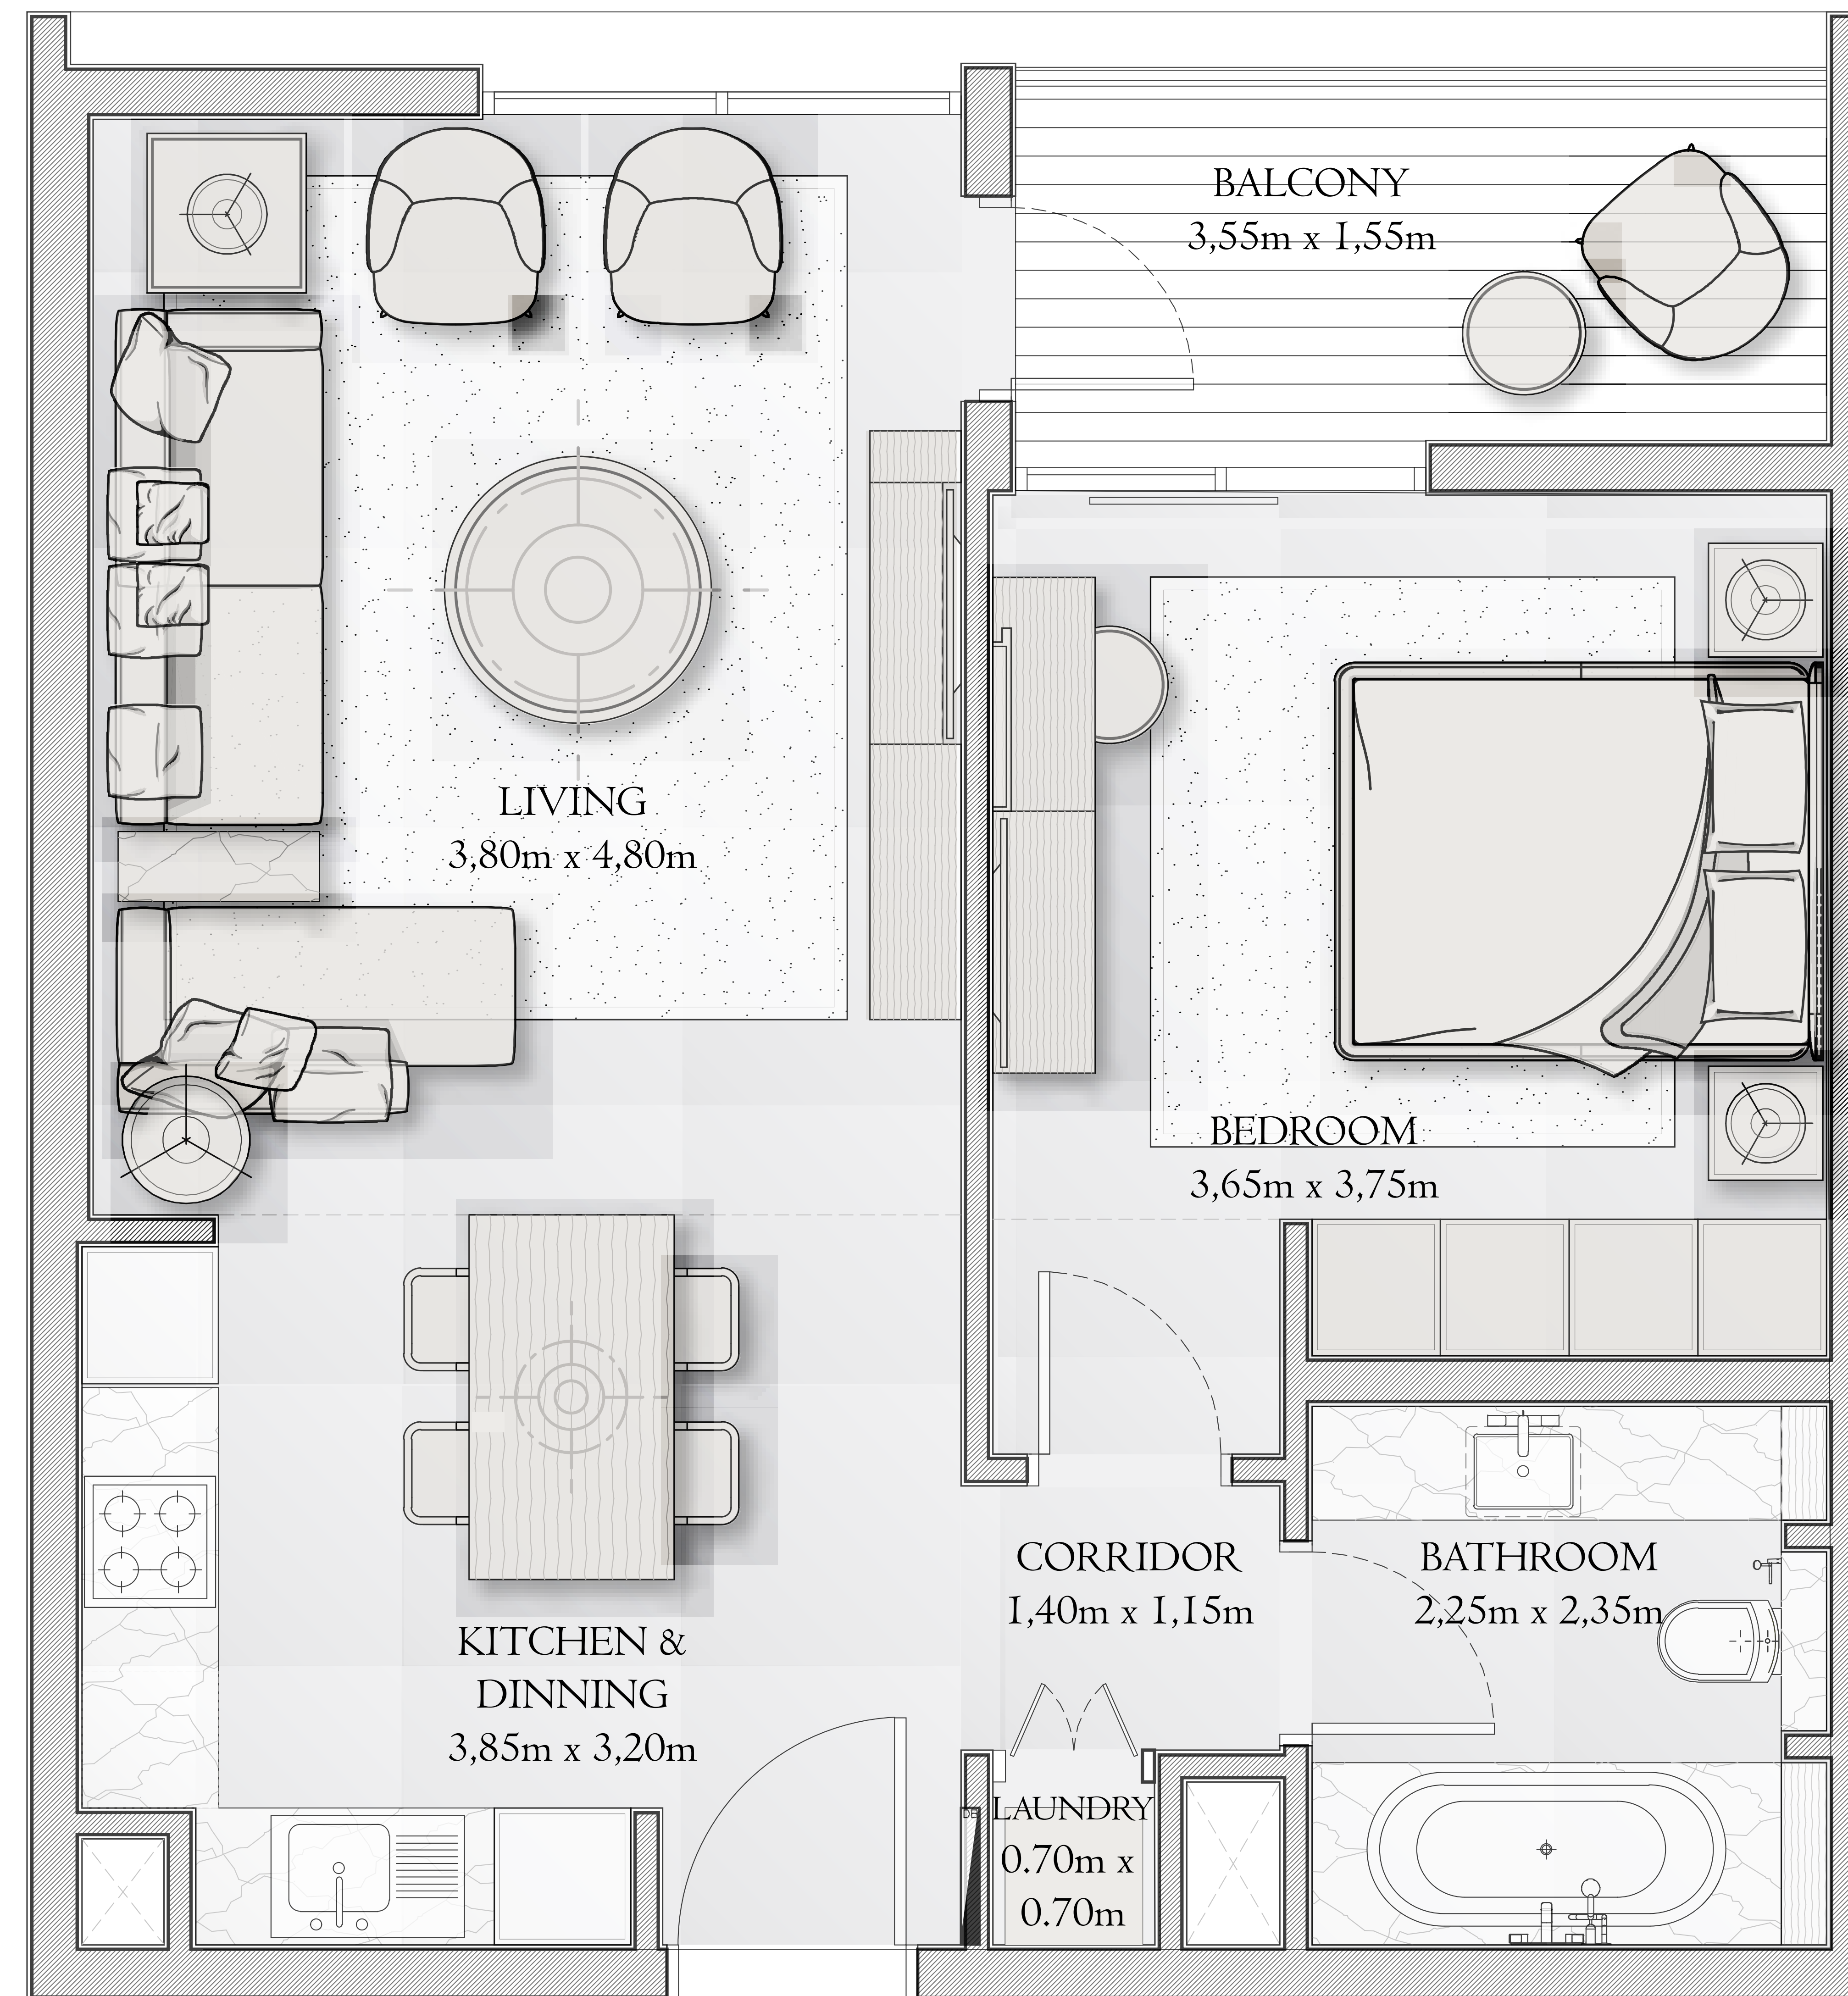 BALCONY
3,55m x 1,55m
LIVING
3,80m x 4,80m
BEDROOM
3,65m x 3,75m
CORRIDOR
1,40m x 1,15m
BATHROOM
2,25m x 2,35m
KITCHEN &
DINNING
3,85m x 3,20m
DB
LAUNDRY
0.70m x
0.70m